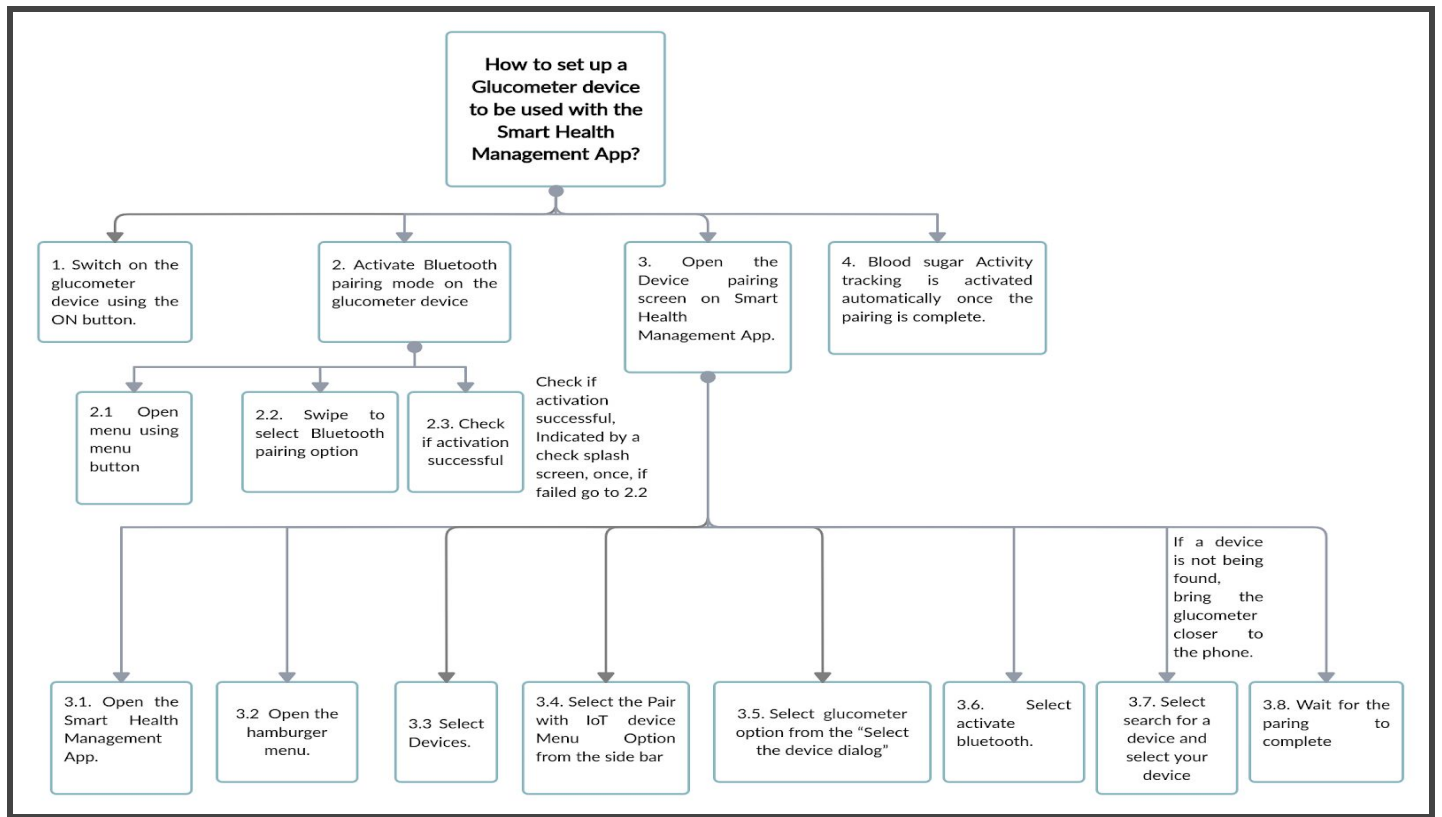 How to set up a
Glucometer device
to be used with the
Smart Health
Management App?
1. Switch on the
glucometer
device using the
ON button.
2. Activate Bluetooth
pairing mode on the
glucometer device
3. Open the
Device pairing
screen on Smart
Health
Management App.
4. Blood sugar Activity
tracking is activated
automatically once the
pairing is complete.
2.1 Open
menu using
menu
button
2.2. Swipe to
select Bluetooth
pairing option
2.3. Check
if activation
successful
Check if
activation
successful,
Indicated by a
check splash
screen, once, if
failed go to 2.2
If a device
is not being
found,
bring the
glucometer
closer to
the phone.
3.1. Open the
Smart Health
Management
App.
3.2 Open the
hamburger
menu.
3.3 Select
Devices.
3.4. Select the Pair
with IoT device
Menu Option
from the side bar
3.5. Select glucometer
option from the “Select
the device dialog”
3.6. Select
activate
bluetooth.
3.7. Select
search for a
device and
select your
device
3.8. Wait for the
paring to
complete